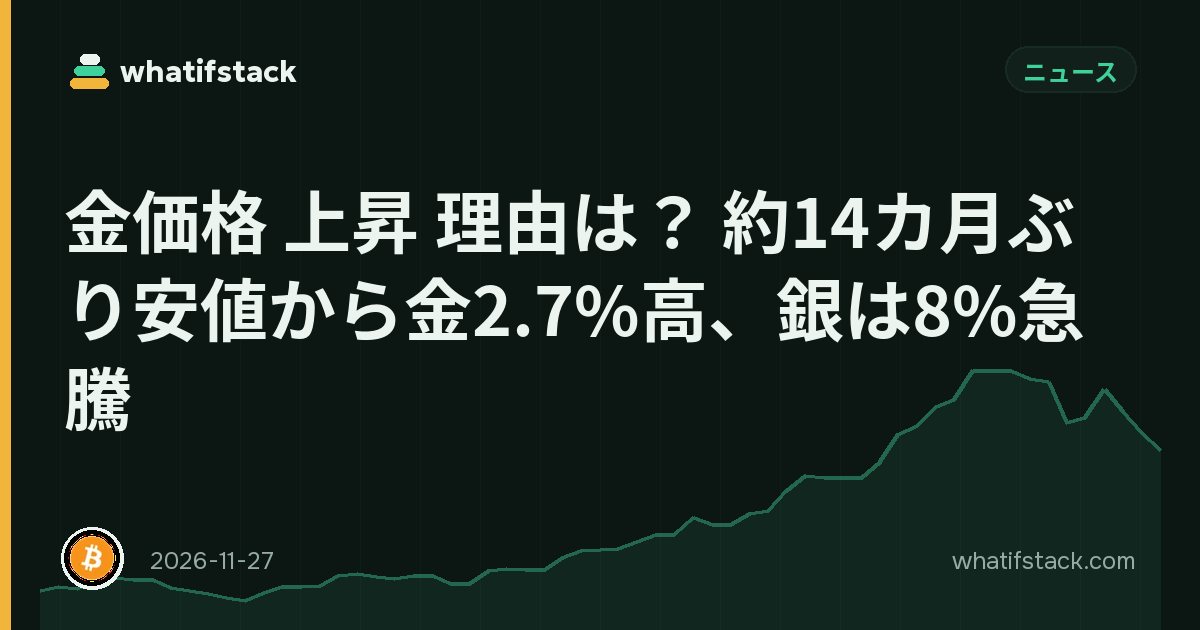 whatifstack
ニュース
金価格 上昇 理由は？ 約14カ月ぶ
り安値から金2.7%高、銀は8%急
騰
2026-11-27
whatifstack.com